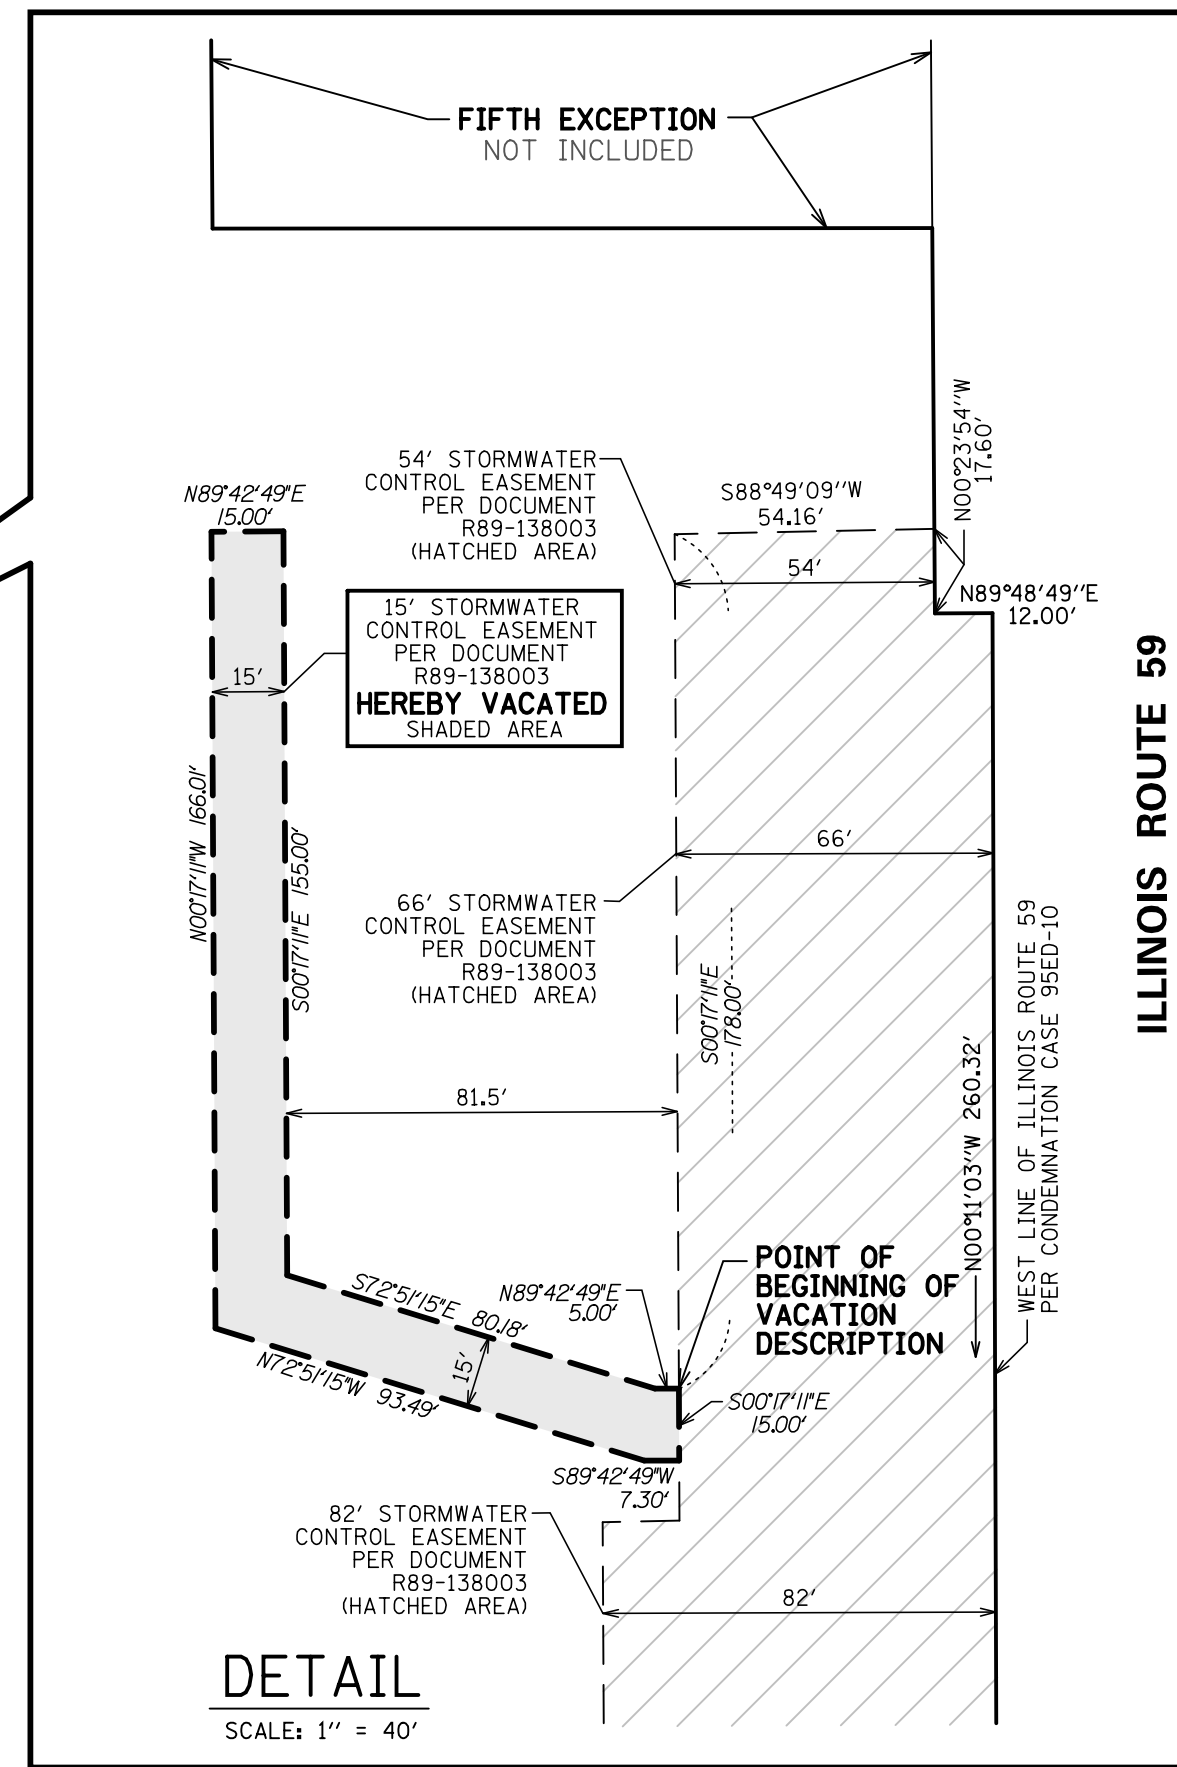 FIFTH EXCEPTION
NOT INCLUDED
N00°23'54''W
17.60'
54' STORMWATER
CONTROL EASEMENT
PER DOCUMENT
R89-138003
(HATCHED AREA)
N89°42'49"E
15.00'
S88°49'09''W
54.16'
54'
N89°48'49''E
12.00'
15' STORMWATER
CONTROL EASEMENT
PER DOCUMENT
R89-138003
HEREBY VACATED
SHADED AREA
15'
ILLINOIS ROUTE 59
N00°17'11"W 166.01'
S00°17'11"E 155.00'
66'
66' STORMWATER
CONTROL EASEMENT
PER DOCUMENT
R89-138003
(HATCHED AREA)
S00°17'11"E
178.00'
WEST LINE OF ILLINOIS ROUTE 59
PER CONDEMNATION CASE 95ED-10
N00°11'03''W 260.32'
81.5'
POINT OF
BEGINNING OF
VACATION
DESCRIPTION
N89°42'49"E
5.00'
S72°51'15"E 80.18'
15'
N72°51'15"W 93.49'
S00°17'11"E
15.00'
S89°42'49"W
7.30'
82' STORMWATER
CONTROL EASEMENT
PER DOCUMENT
R89-138003
(HATCHED AREA)
82'
DETAIL
SCALE: 1'' = 40'